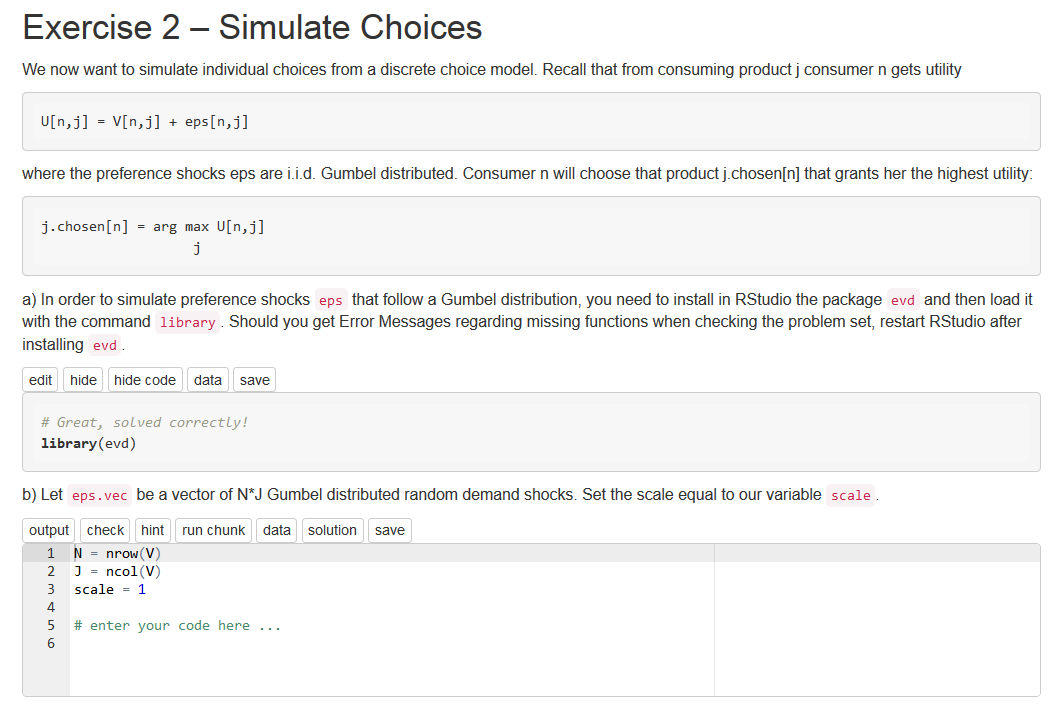 Exercise 2 – Simulate Choices
We now want to simulate individual choices from a discrete choice model. Recall that from consuming product j consumer n gets utility
U[n,j] = V[n,j] + eps[n,j]
where the preference shocks eps are i.i.d. Gumbel distributed. Consumer n will choose that product j.chosen[n] that grants her the highest utility:
j.chosen[n] = arg max U[n,j]
j
a) In order to simulate preference shocks eps that follow a Gumbel distribution, you need to install in RStudio the package evd and then load it
with the command library. Should you get Error Messages regarding missing functions when checking the problem set, restart RStudio after
installing evd.
edit hide hide code data save
# Great, solved correctly!
library(evd)
b) Let eps.vec be a vector of N*J Gumbel distributed random demand shocks. Set the scale equal to our variable scale.
output check hint run chunk data solution save
1 N = nrow(V)
2 J = ncol(V)
3 scale = 1
4
5 # enter your code here ...
6